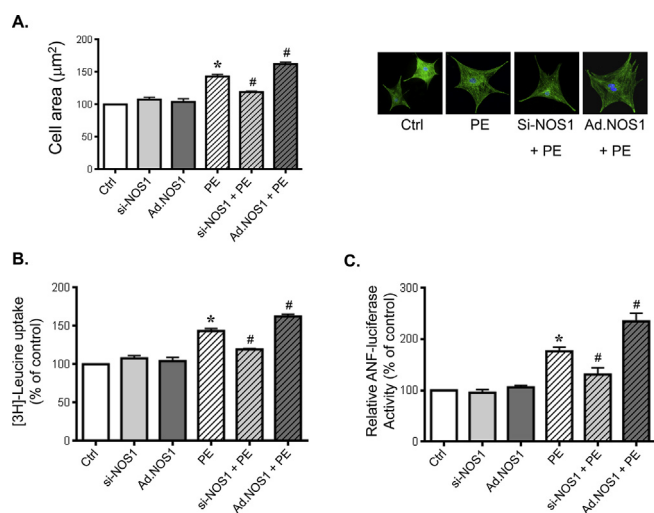 A.
Cell area (μm²)
200
150
100
50
0
*
#
#
Ctrl
si-NOS1
Ad.NOS1
PE
si-NOS1 + PE
Ad.NOS1 + PE
Ctrl
PE
Si-NOS1
+ PE
Ad.NOS1
+ PE
B.
[3H]-Leucine uptake
(% of control)
200
150
100
50
0
*
#
#
Ctrl
si-NOS1
Ad.NOS1
PE
si-NOS1 + PE
Ad.NOS1 + PE
C.
Relative ANF-luciferase
Activity (% of control)
300
200
100
0
*
#
#
Ctrl
si-NOS1
Ad.NOS1
PE
si-NOS1 + PE
Ad.NOS1 + PE